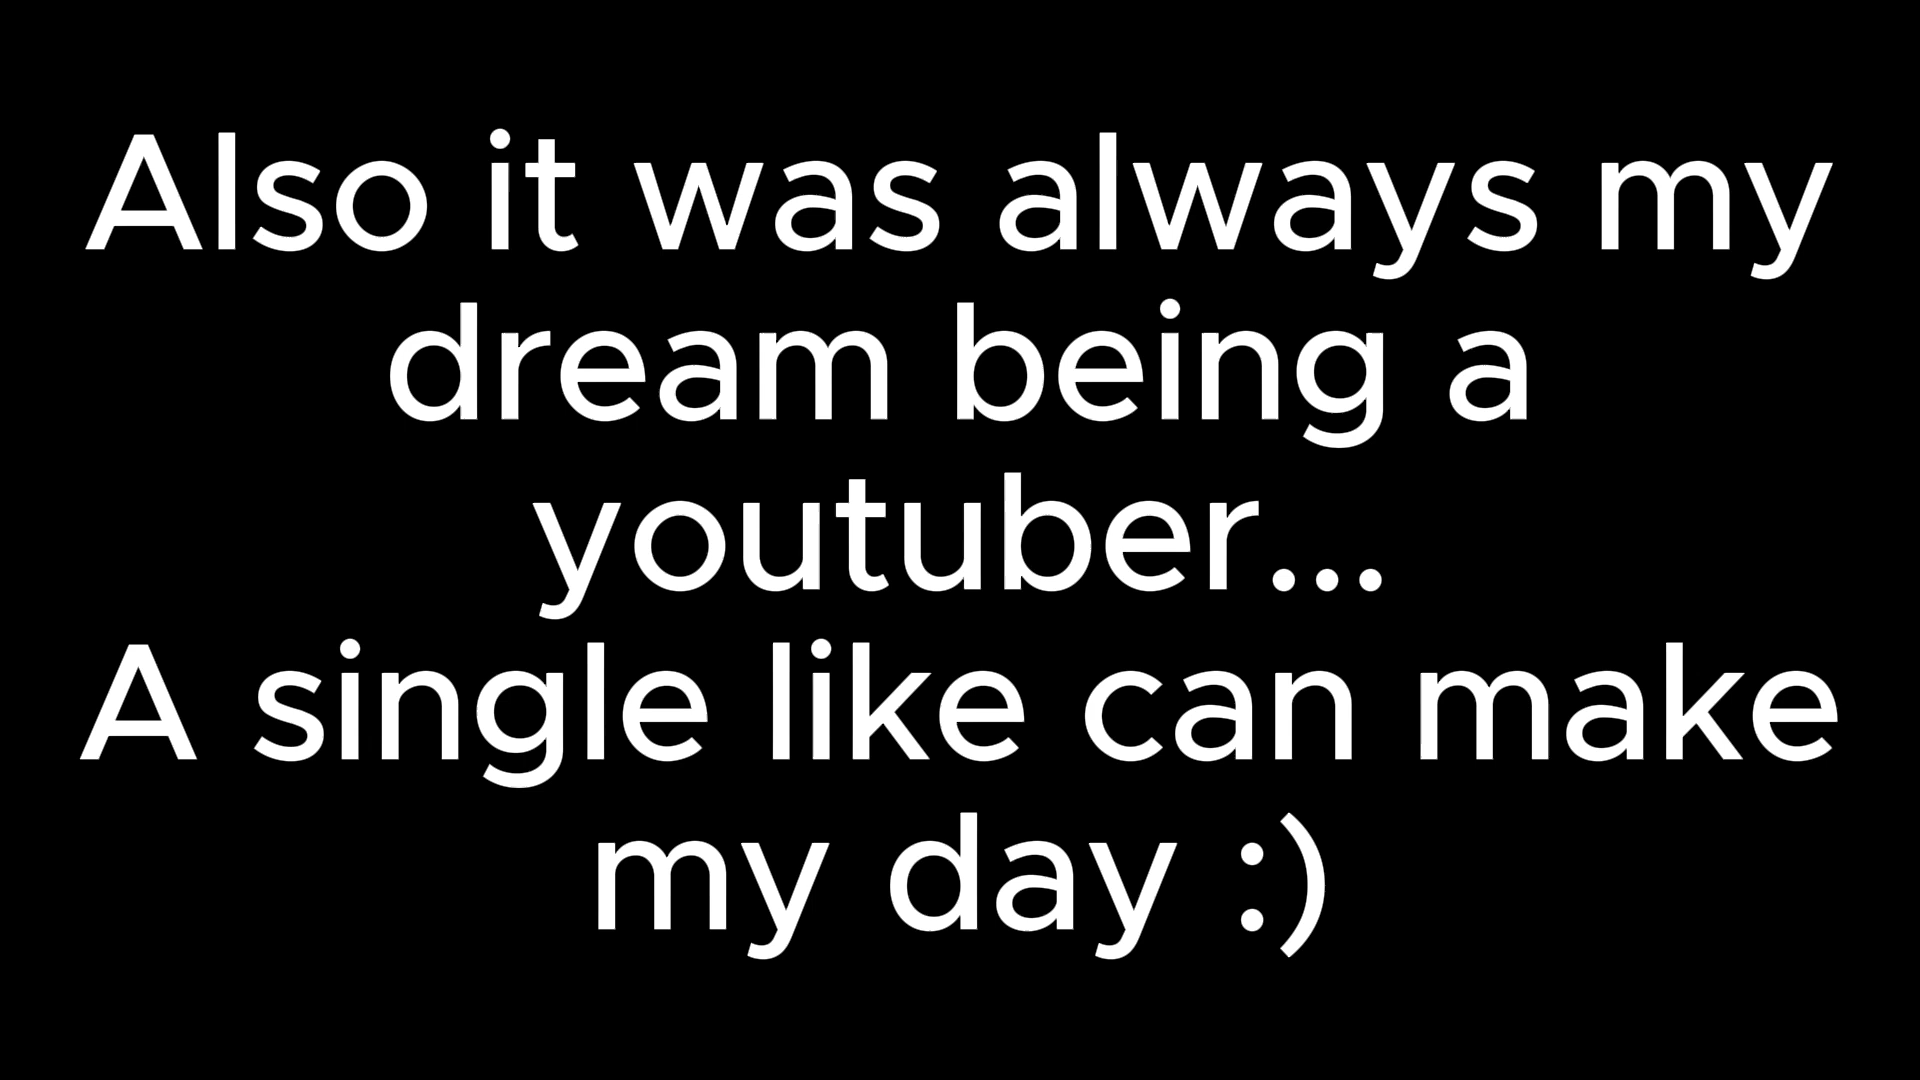 Also it was always my
dream being a
youtuber...
A single like can make
my day :)